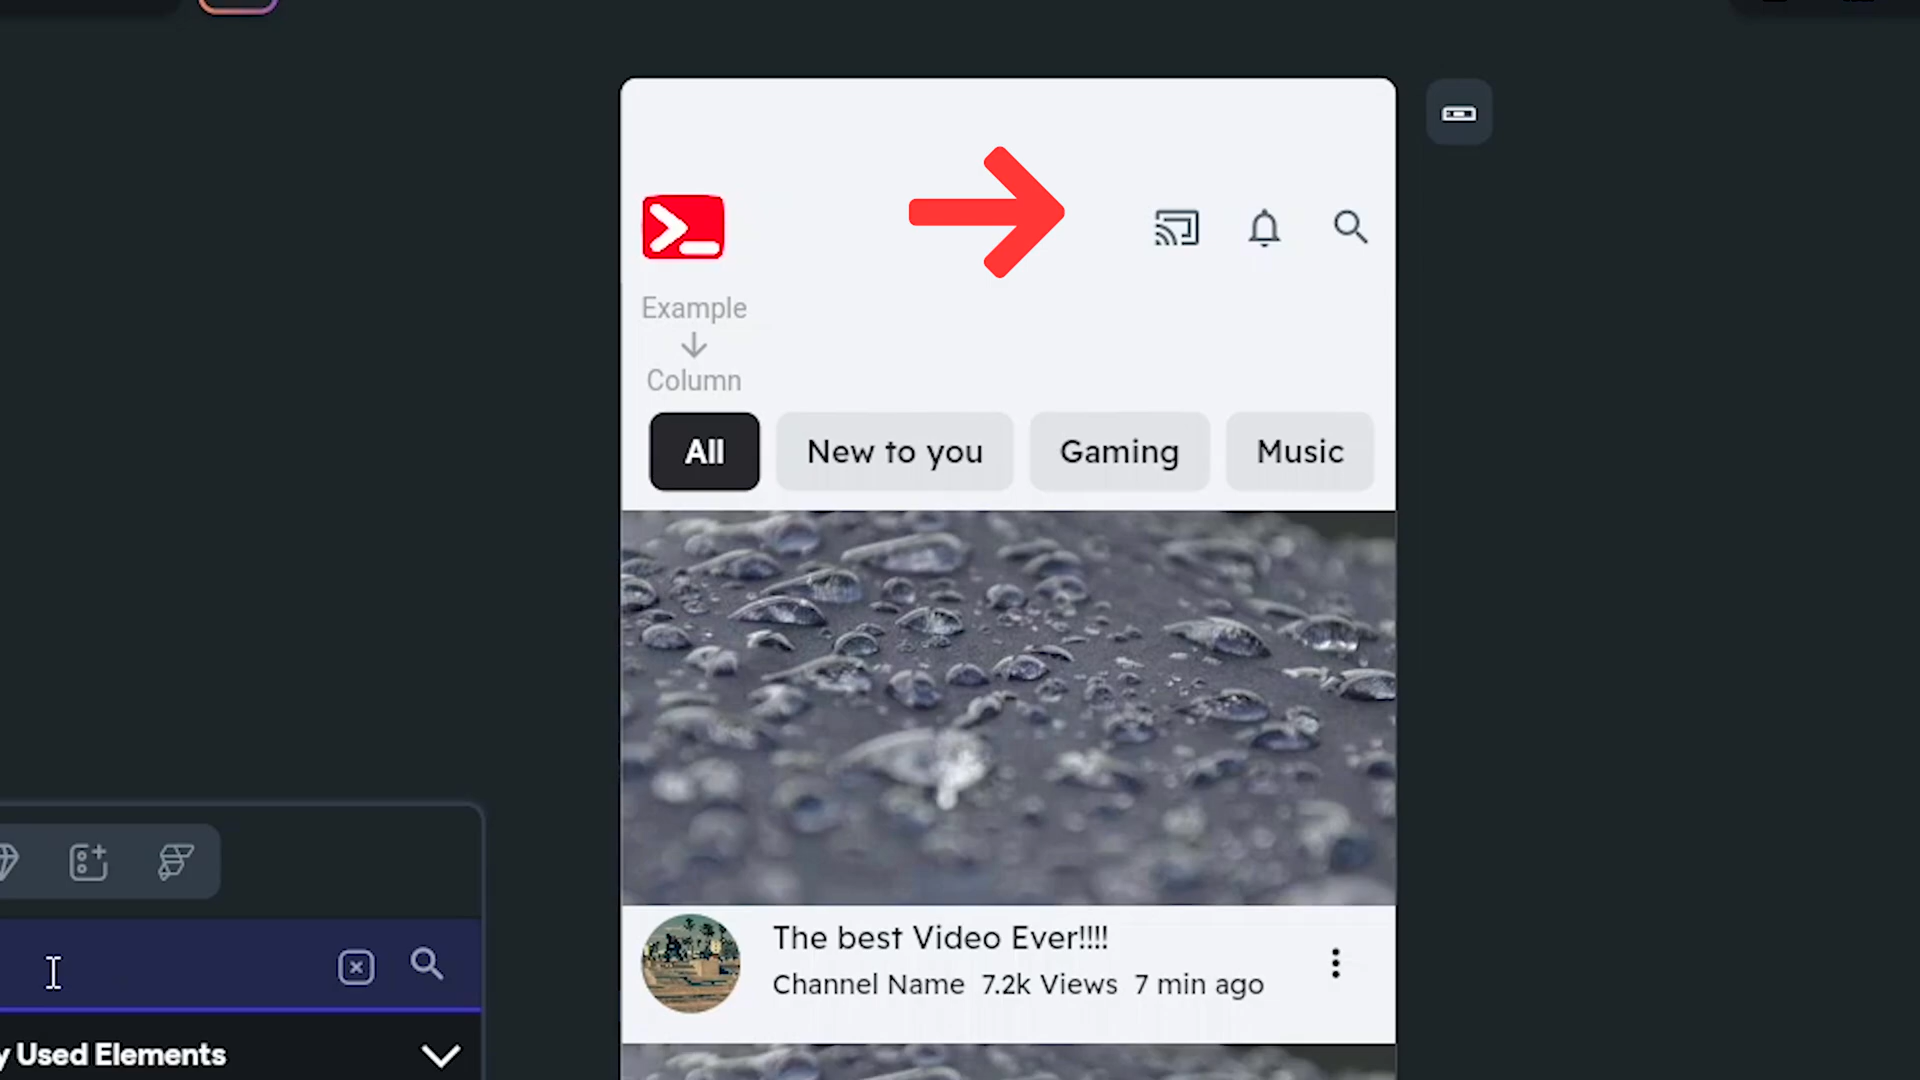 Example
Column
All
New to you
Gaming
Music
The best Video Ever!!!!
Channel Name 7.2k Views 7 min ago
y Used Elements